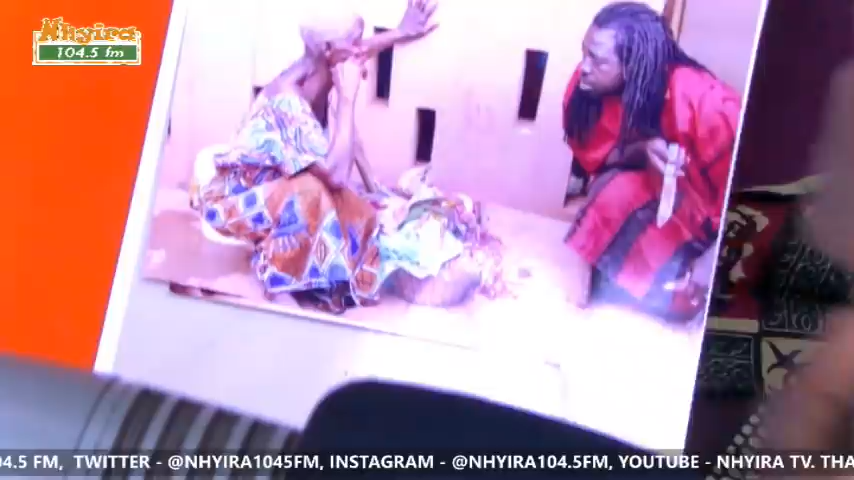 Nhyira
104.5 fm
04.5 FM, TWITTER - @NHYIRA1045FM, INSTAGRAM - @NHYIRA104.5FM, YOUTUBE - NHYIRA TV. THA